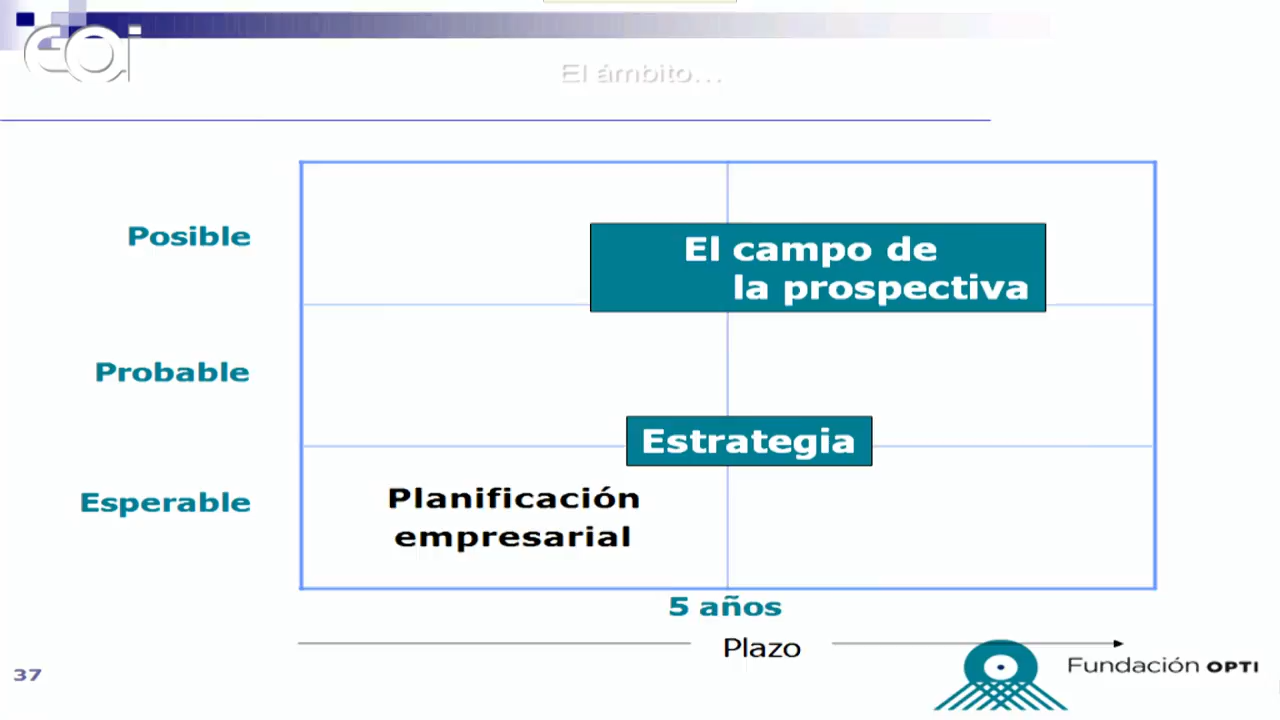 EOi
El ámbito...
Posible
El campo de
la prospectiva
Probable
Estrategia
Esperable
Planificación
empresarial
5 años
Plazo
37
Fundación OPTI